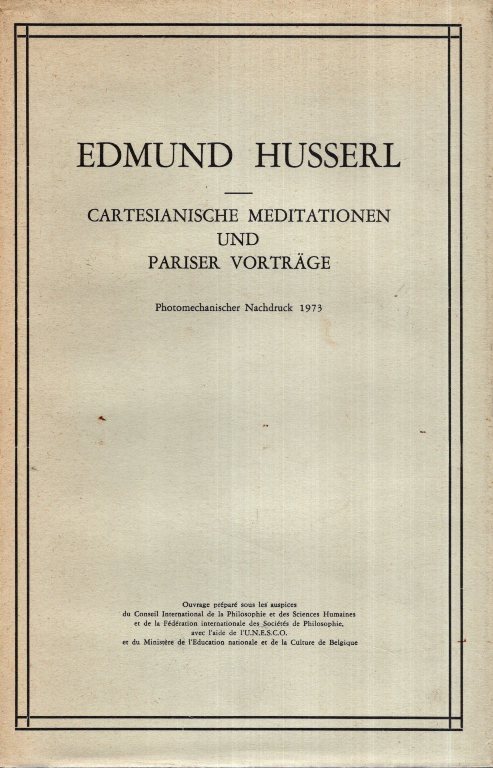 EDMUND HUSSERL
CARTESIANISCHE MEDITATIONEN
UND
PARISER VORTRÄGE
Photomechanischer Nachdruck 1973
Ouvrage préparé sous les auspices
du Conseil International de la Philosophie et des Sciences Humaines
et de la Fédération internationale des Sociétés de Philosophie,
avec l'aide de l'U.N.E.S.C.O.
et du Ministère de l'Education nationale et de la Culture de Belgique